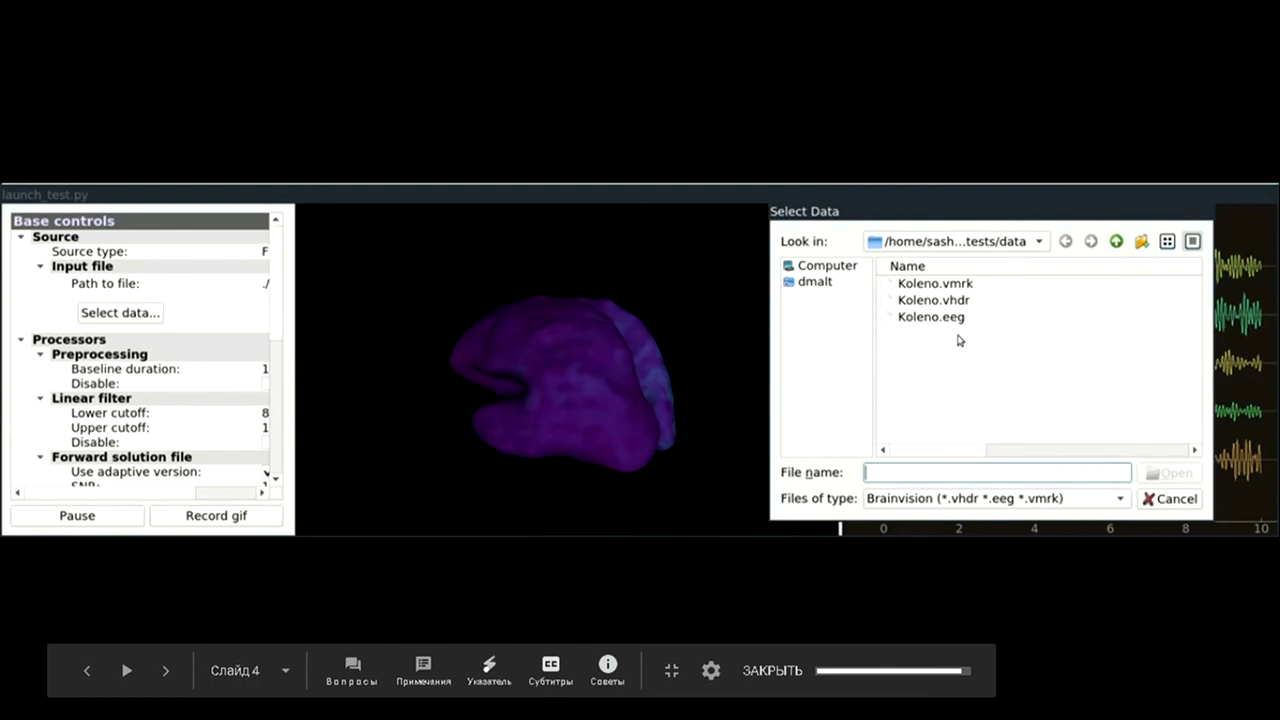 launch_test.py
Base controls
Source
Source type: F
Input file
Path to file: ./
Select data...
Processors
Preprocessing
Baseline duration: 1
Disable:
Linear filter
Lower cutoff: 8
Upper cutoff: 1
Disable:
Forward solution file
Use adaptive version:
Pause
Record gif
Select Data
Look in:
/home/sash...tests/data
Computer
dmalt
Name
Koleno.vmrk
Koleno.vhdr
Koleno.eeg
File name:
Open
Files of type:
Brainvision (*.vhdr *.eeg *.vmrk)
Cancel
0 2 4 6 8 10
Слайд 4
Вопросы
Примечания
Указатель
CC
Субтитры
Советы
ЗАКРЫТЬ